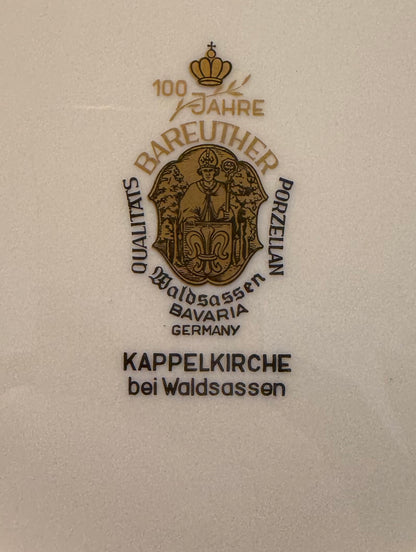 100 JAHRE
BAREUTHER
QUALITÄTS PORZELLAN
Waldsassen
BAVARIA
GERMANY
KAPPELKIRCHE
bei Waldsassen